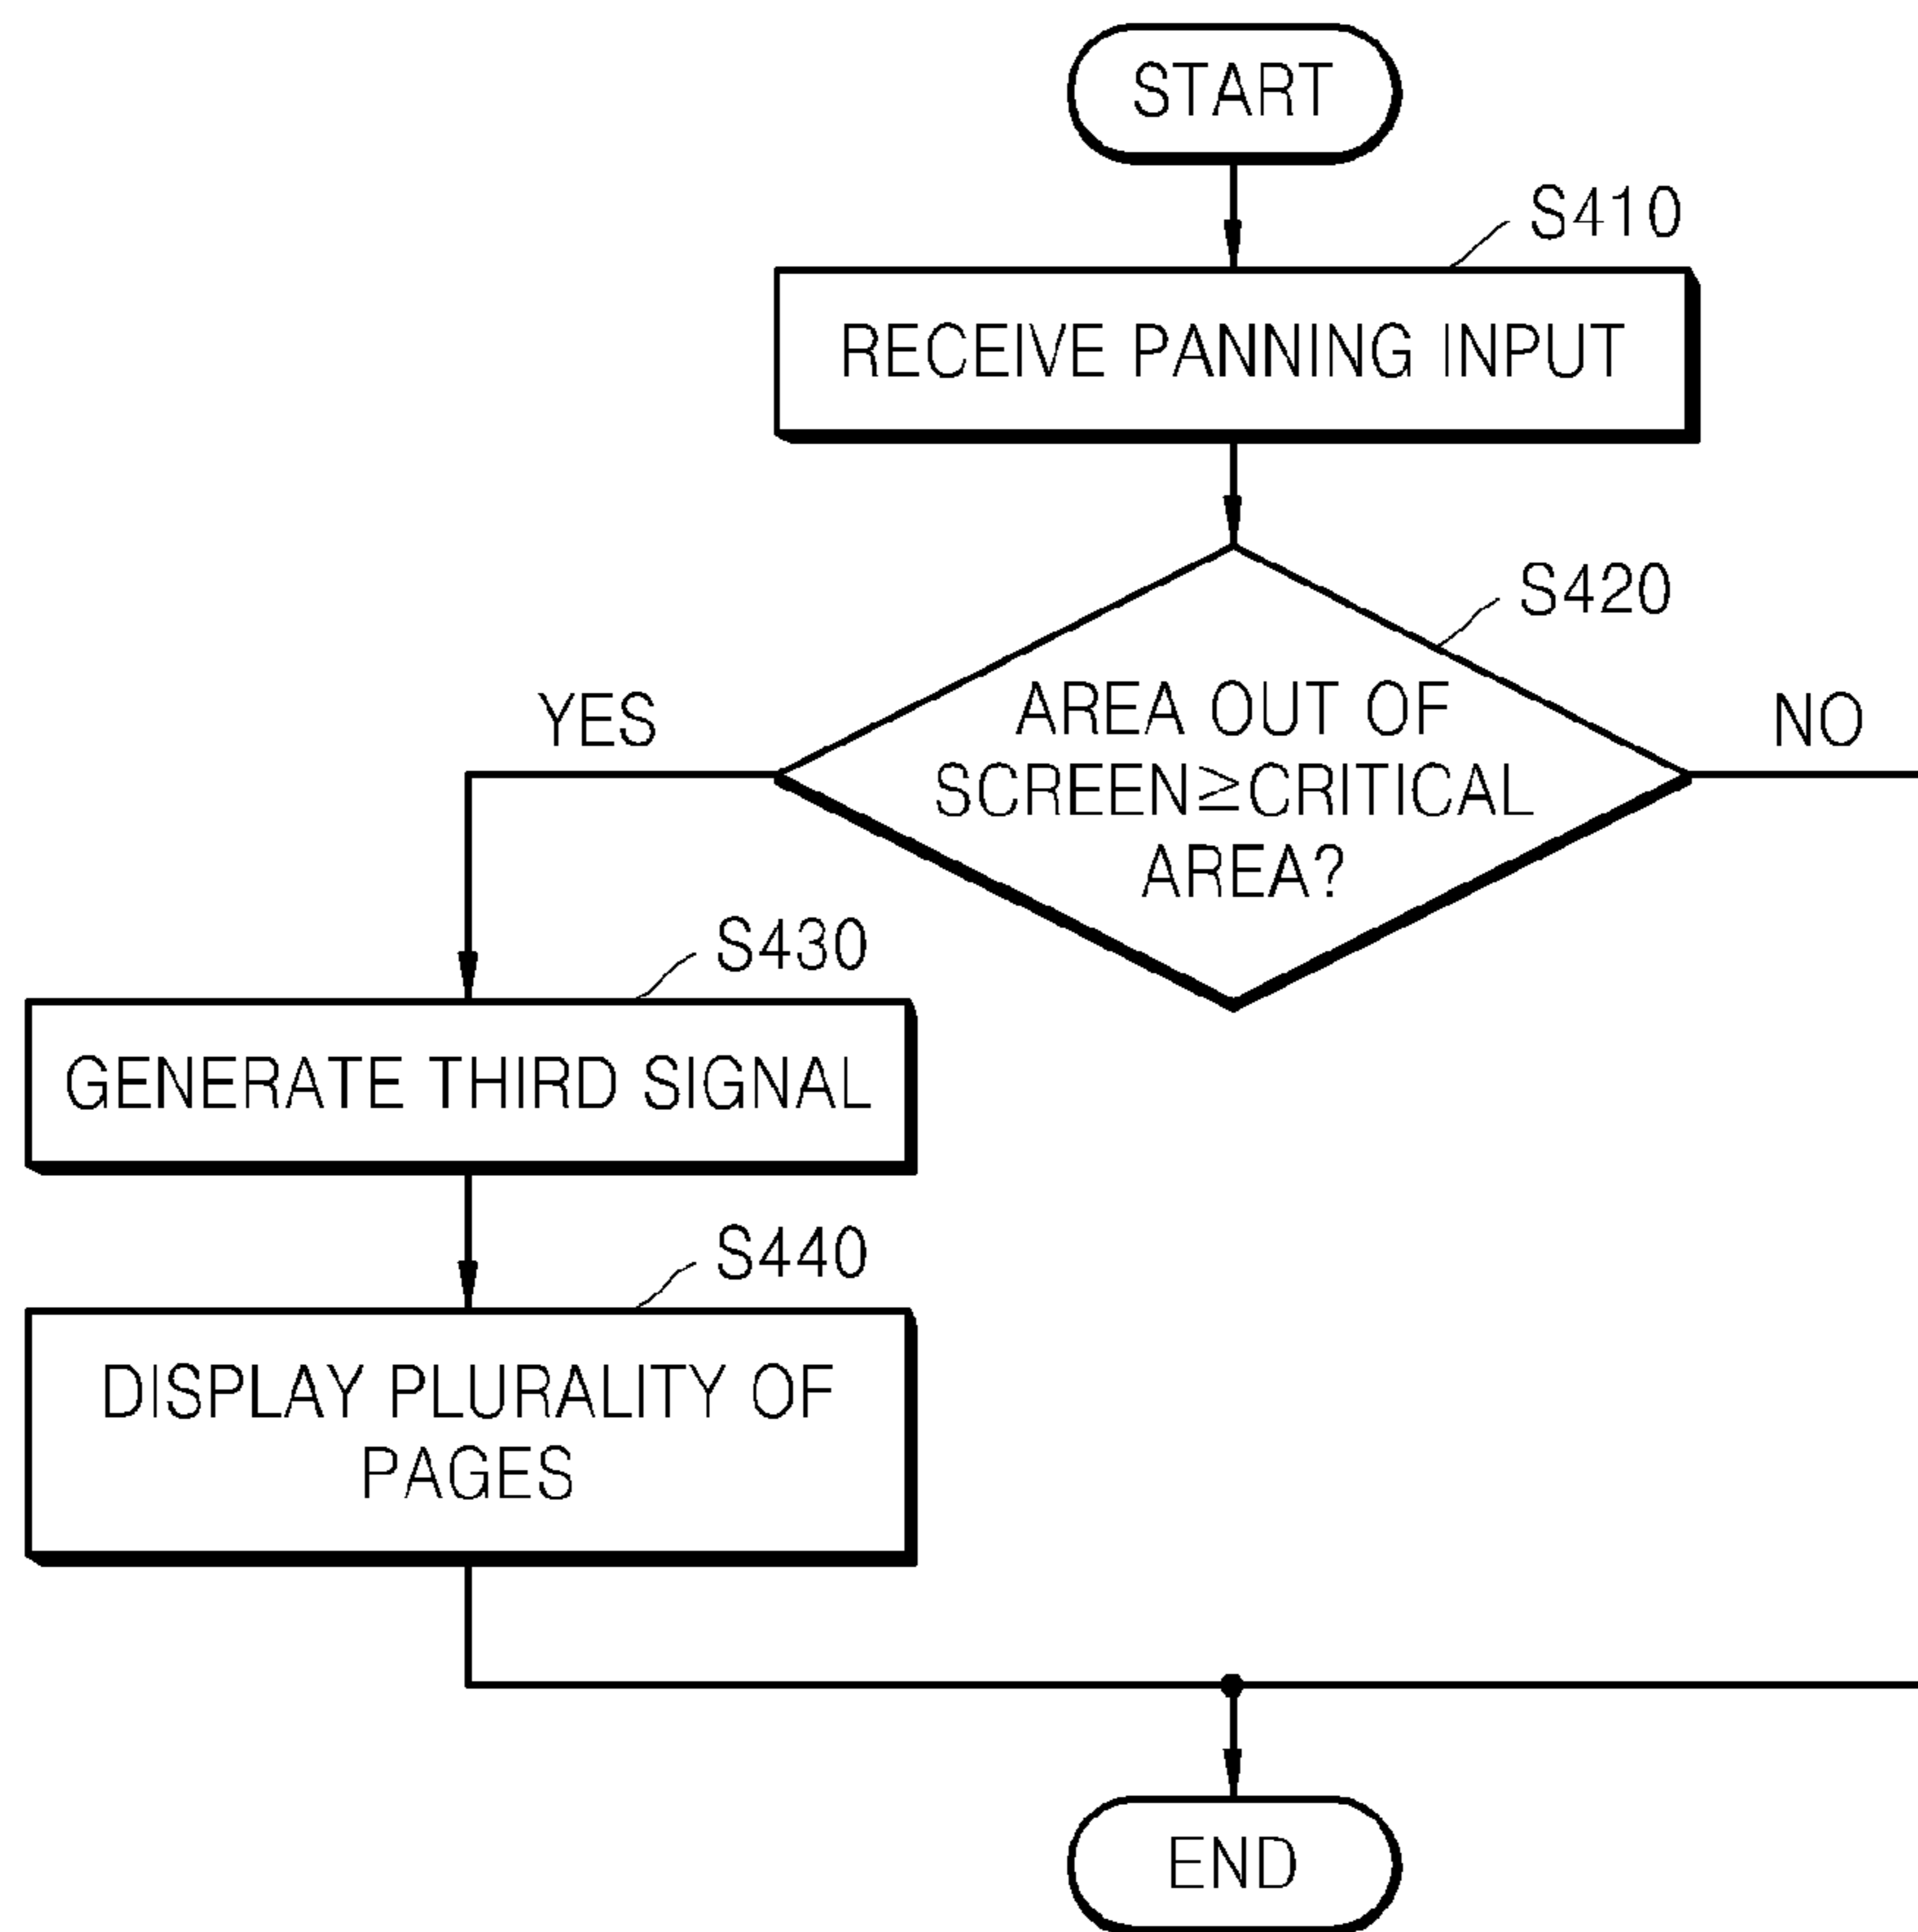 START
S410
RECEIVE PANNING INPUT
S420
YES
NO
AREA OUT OF
SCREEN≥CRITICAL
AREA?
S430
GENERATE THIRD SIGNAL
S440
DISPLAY PLURALITY OF
PAGES
END